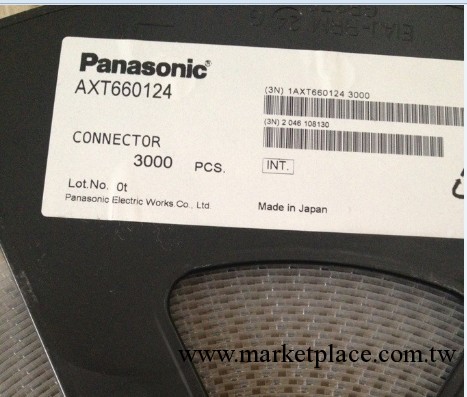 Panasonic®
AXT660124
(3N) 1AXT660124 3000
(3N) 2 046 108130
CONNECTOR
3000 PCS.
INT.
Lot.No. 0t
Panasonic Electric Works Co., Ltd.
Made in Japan
www.marketplace.com.tw